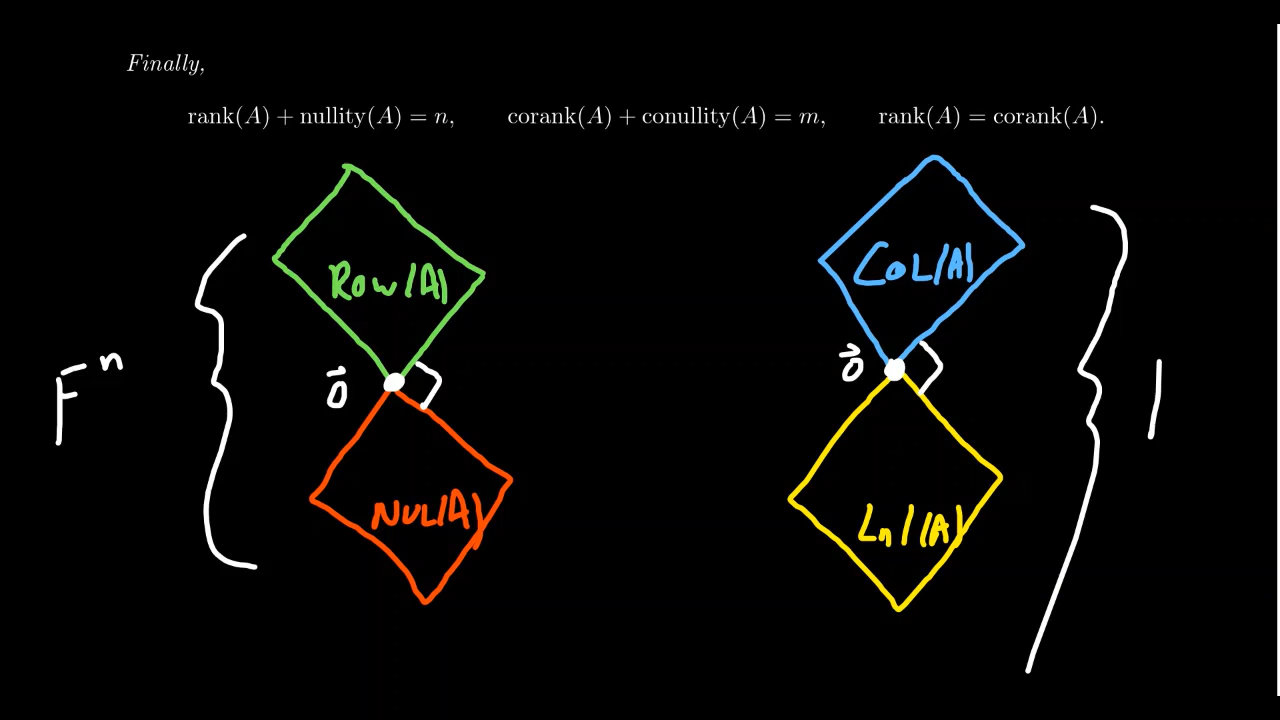 Finally,
rank(A) + nullity(A) = n, corank(A) + conullity(A) = m, rank(A) = corank(A).
Row(A) CoL(A)
F^n 0⃗ 0⃗
NuL(A) Lnl(A)